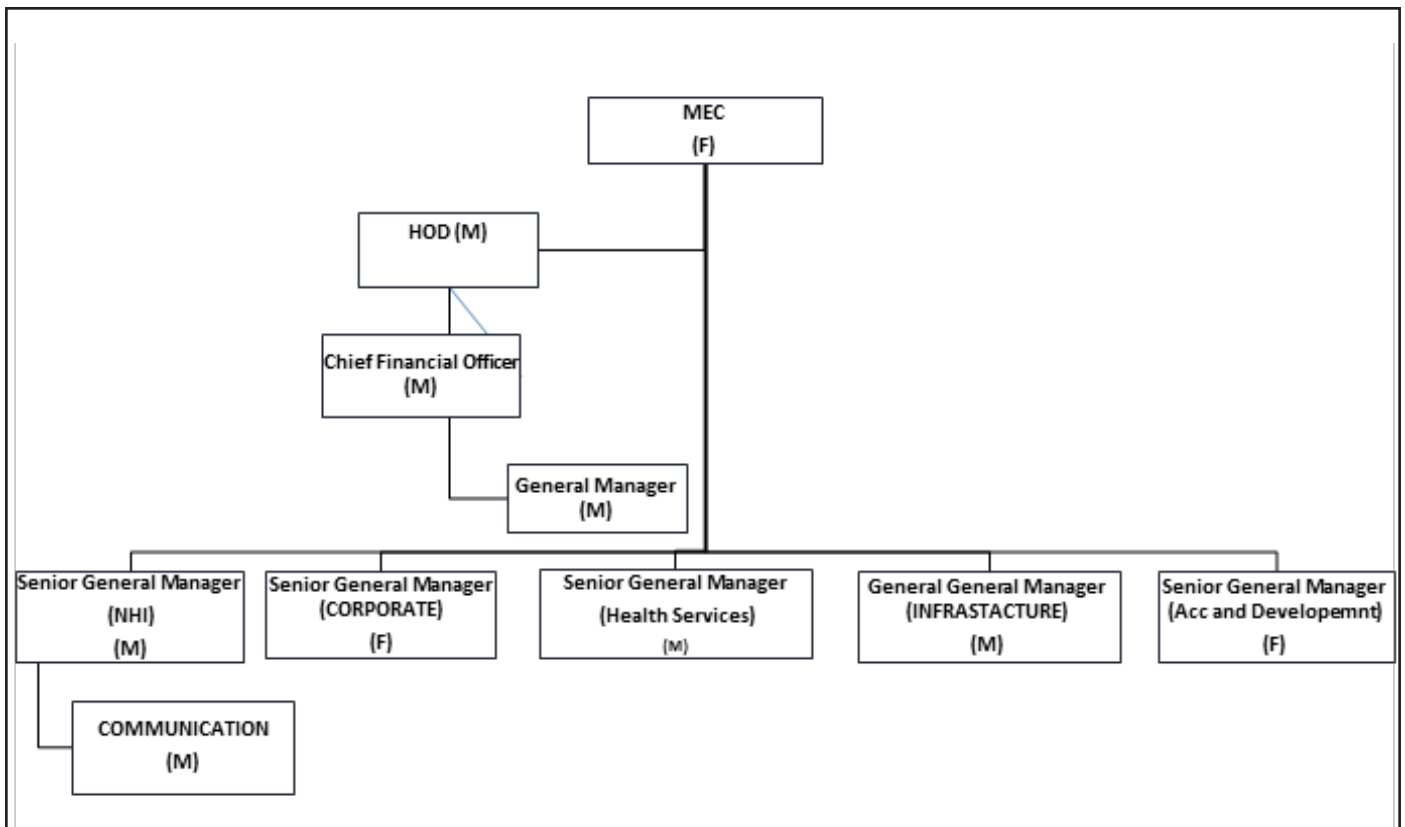 MEC
(F)
HOD (M)
Chief Financial Officer
(M)
General Manager
(M)
Senior General Manager
(NHI)
(M)
Senior General Manager
(CORPORATE)
(F)
Senior General Manager
(Health Services)
(M)
General General Manager
(INFRASTACTURE)
(M)
Senior General Manager
(Acc and Developemnt)
(F)
COMMUNICATION
(M)